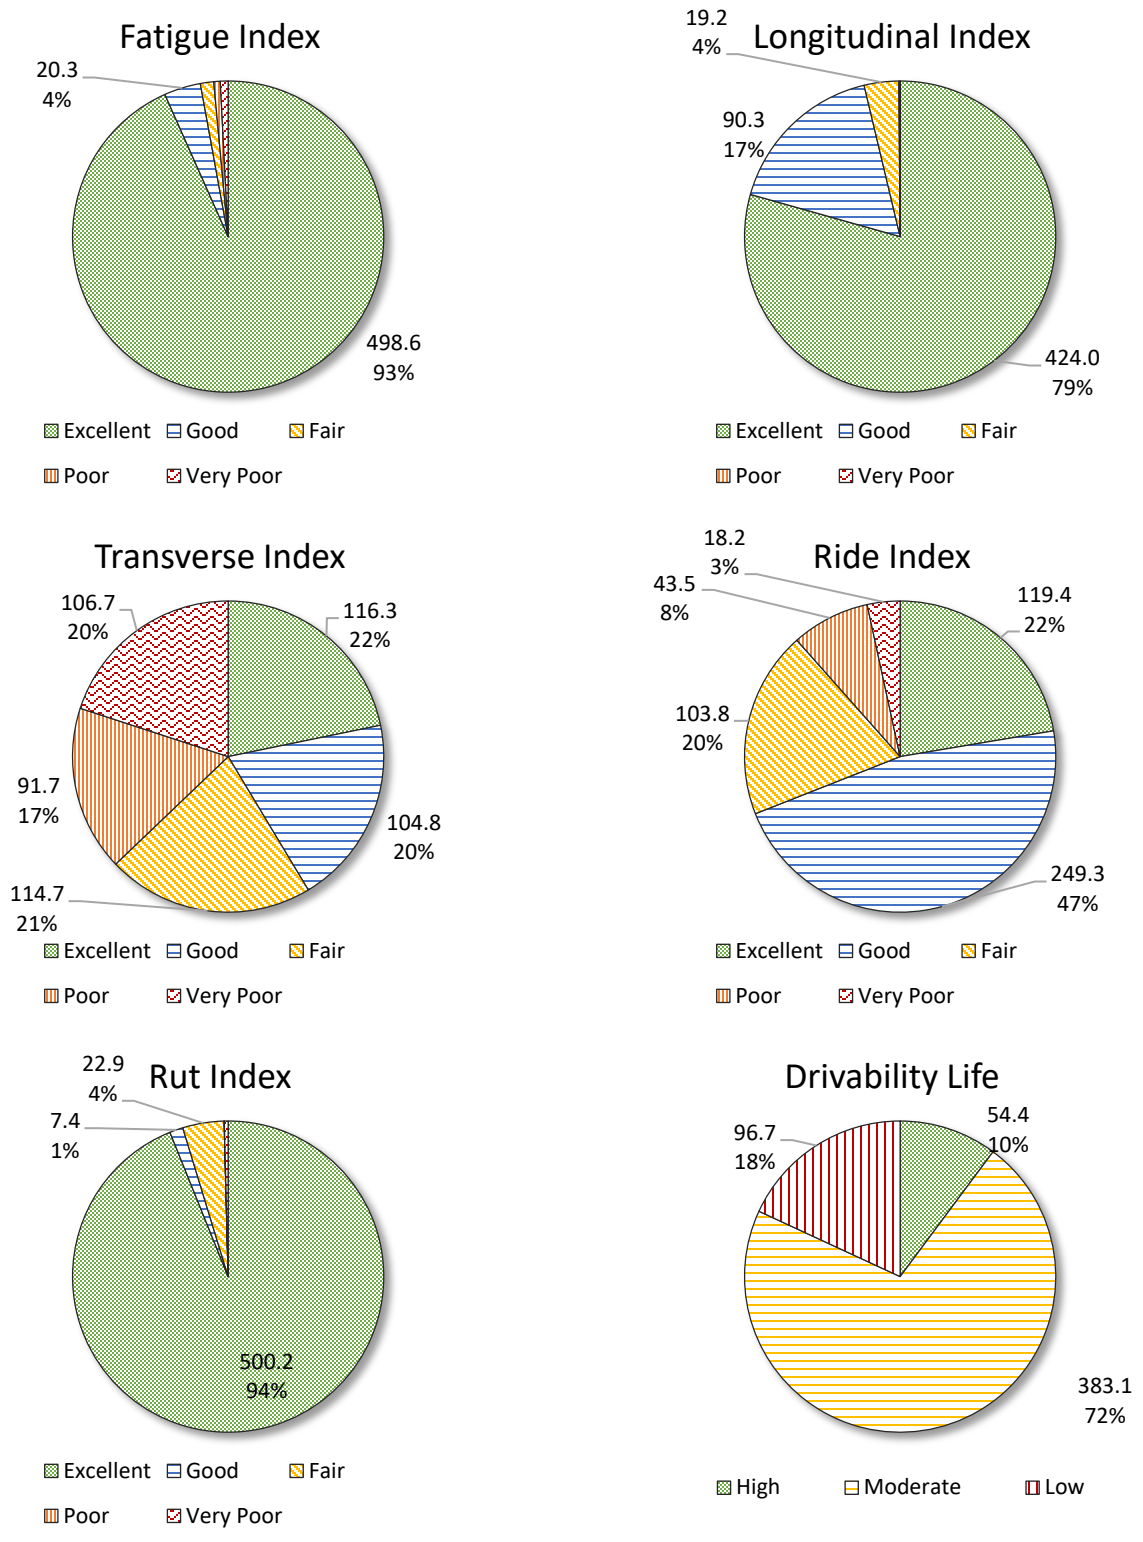 Fatigue Index
20.3
4%
498.6
93%
Excellent Good Fair
Poor Very Poor
Longitudinal Index
19.2
4%
90.3
17%
424.0
79%
Excellent Good Fair
Poor Very Poor
Transverse Index
106.7
20%
116.3
22%
91.7
17%
104.8
20%
114.7
21%
Excellent Good Fair
Poor Very Poor
Ride Index
18.2
3%
43.5
8%
119.4
22%
103.8
20%
249.3
47%
Excellent Good Fair
Poor Very Poor
Rut Index
22.9
4%
7.4
1%
500.2
94%
Excellent Good Fair
Poor Very Poor
Drivability Life
54.4
10%
96.7
18%
383.1
72%
High Moderate Low